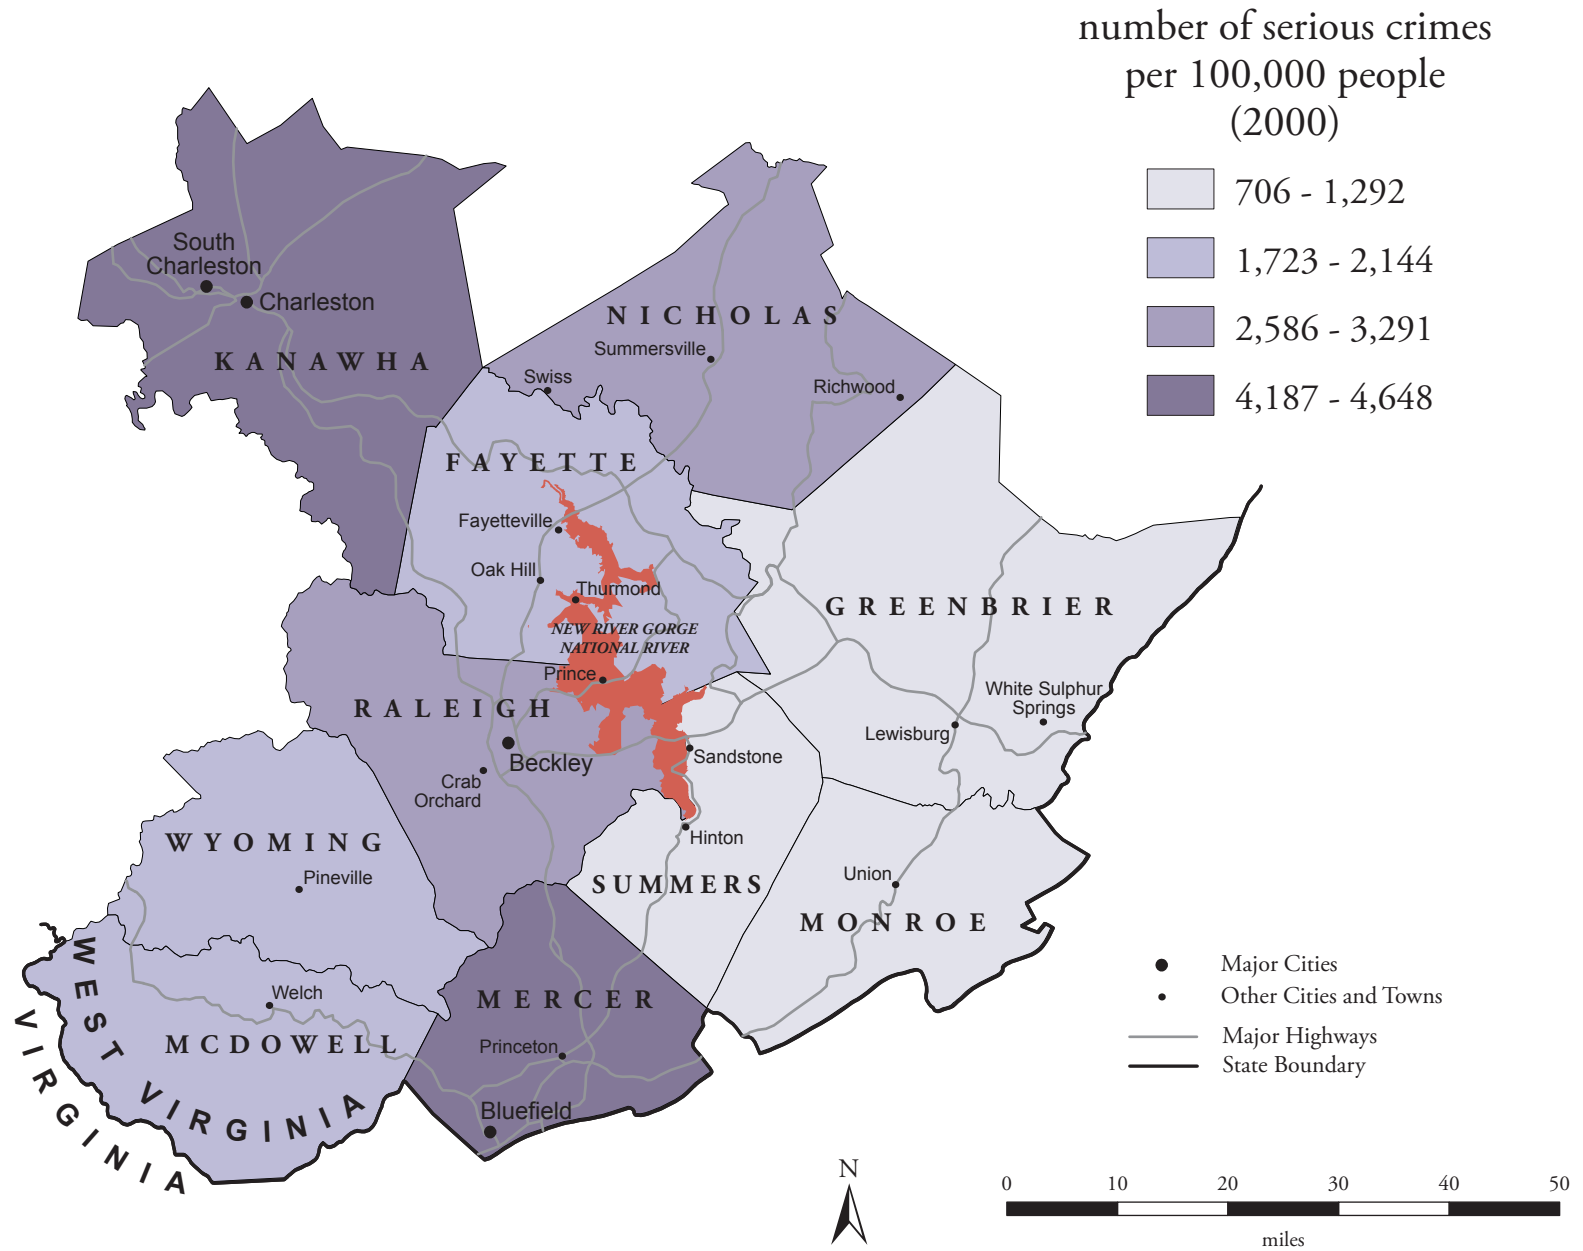 number of serious crimes
per 100,000 people
(2000)
706 - 1,292
1,723 - 2,144
2,586 - 3,291
4,187 - 4,648
South
Charleston
Charleston
KANAWHA
NICHOLAS
Summersville
Swiss
Richwood
FAYETTE
Fayetteville
Oak Hill
Thurmond
NEW RIVER GORGE
NATIONAL RIVER
Prince
GREENBRIER
White Sulphur
Springs
Lewisburg
RALEIGH
Beckley
Crab
Orchard
Sandstone
Hinton
SUMMERS
Union
MONROE
WYOMING
Pineville
Welch
MCDOWELL
MERCER
Princeton
Bluefield
WEST VIRGINIA
VIRGINIA
Major Cities
Other Cities and Towns
Major Highways
State Boundary
N
0 10 20 30 40 50
miles